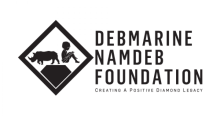 DEBMARINE
NAMDEB
FOUNDATION
CREATING A POSITIVE DIAMOND LEGACY